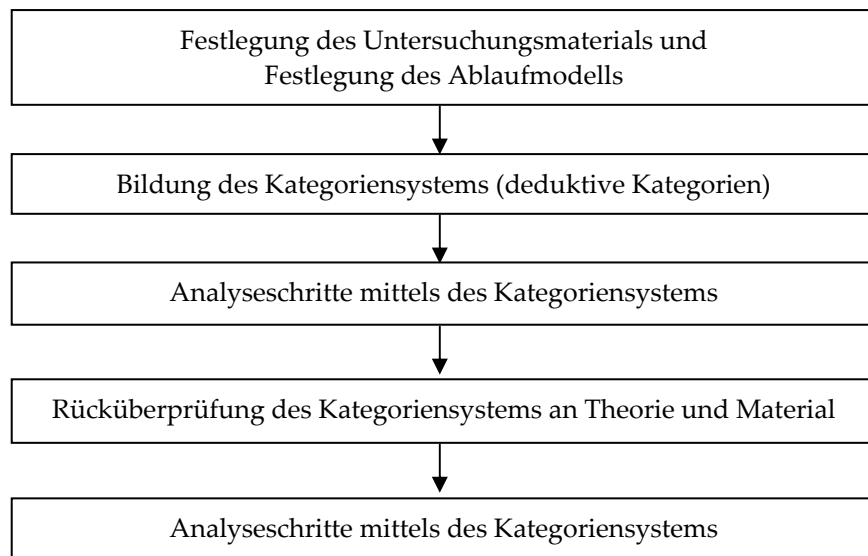 Festlegung des Untersuchungsmaterials und
Festlegung des Ablaufmodells
Bildung des Kategoriensystems (deduktive Kategorien)
Analyseschritte mittels des Kategoriensystems
Rücküberprüfung des Kategoriensystems an Theorie und Material
Analyseschritte mittels des Kategoriensystems